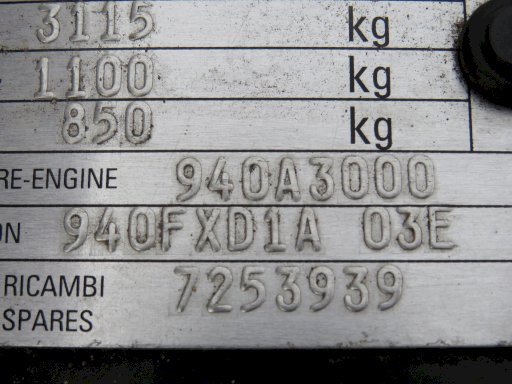 3115 kg
1100 kg
850 kg
RE-ENGINE 940A3000
ON 940FXD1A 03E
RICAMBI 7253939
SPARES